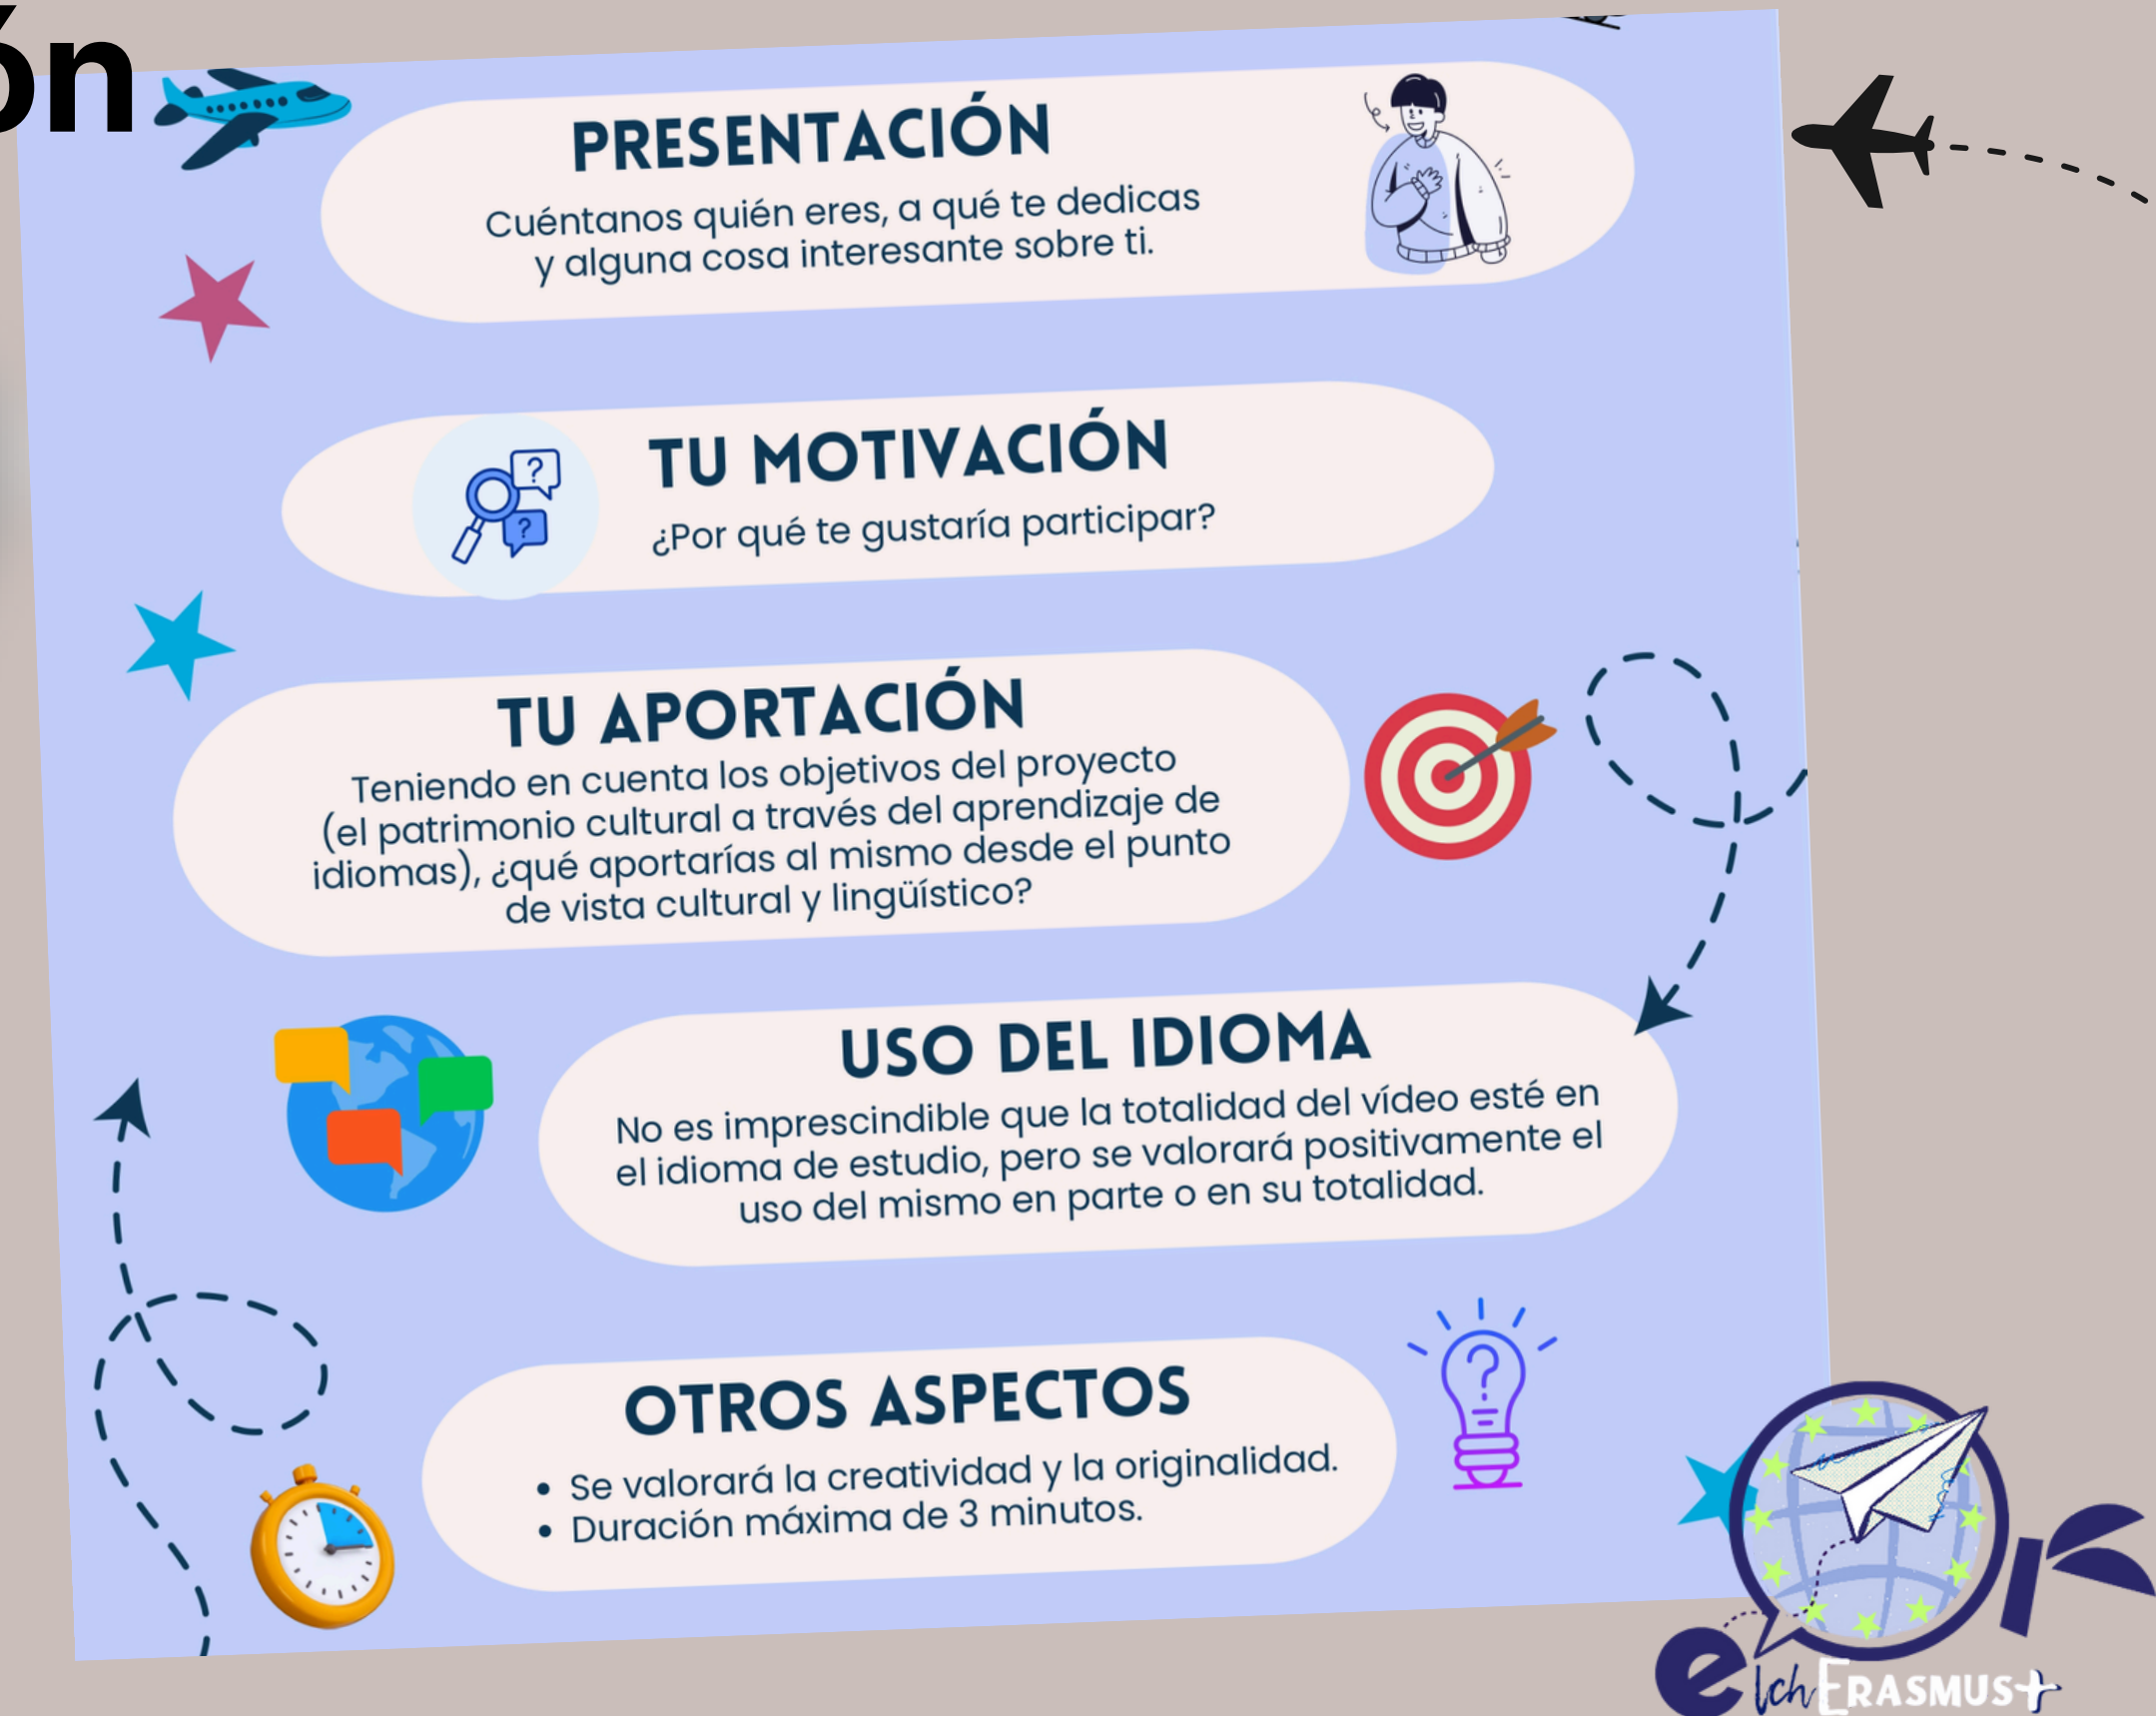 ón
PRESENTACIÓN
Cuéntanos quién eres, a qué te dedicas
y alguna cosa interesante sobre ti.
TU MOTIVACIÓN
¿Por qué te gustaría participar?
TU APORTACIÓN
Teniendo en cuenta los objetivos del proyecto
(el patrimonio cultural a través del aprendizaje de
idiomas), ¿qué aportarías al mismo desde el punto
de vista cultural y lingüístico?
USO DEL IDIOMA
No es imprescindible que la totalidad del vídeo esté en
el idioma de estudio, pero se valorará positivamente el
uso del mismo en parte o en su totalidad.
OTROS ASPECTOS
• Se valorará la creatividad y la originalidad.
• Duración máxima de 3 minutos.
elch ERASMUS+